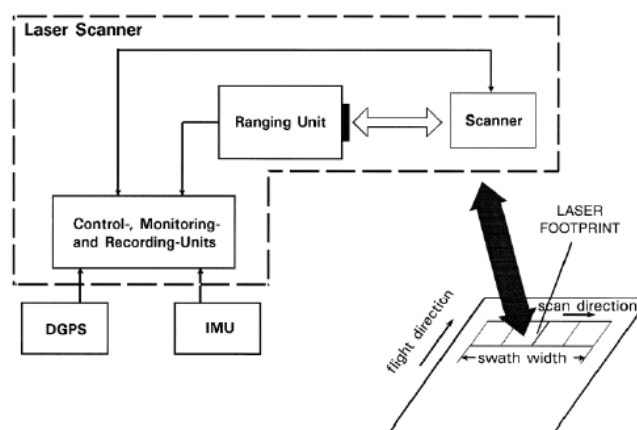 Laser Scanner
Ranging Unit
Scanner
Control-, Monitoring-
and Recording-Units
LASER
FOOTPRINT
DGPS
IMU
scan direction
flight direction
swath width